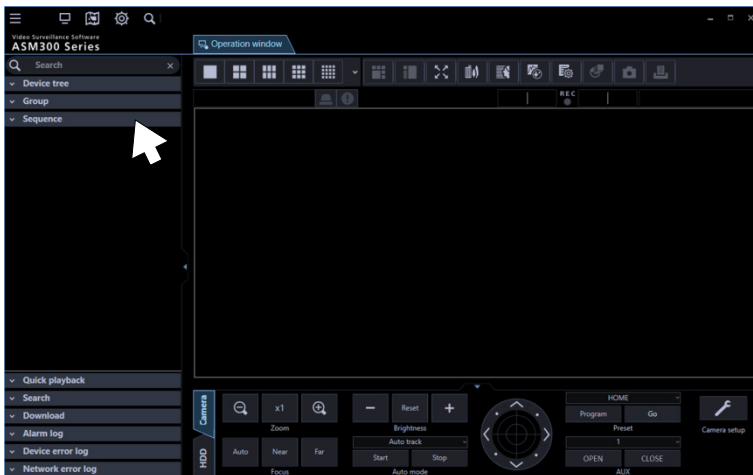 Video Surveillance Software
ASM300 Series
Operation window
Search
Device tree
Group
Sequence
REC
Quick playback
Search
Download
Alarm log
Device error log
Network error log
Camera
HDD
x1
Zoom
Auto
Near
Far
Focus
Reset
Brightness
Auto track
Start
Stop
Auto mode
HOME
Program
Go
Preset
1
OPEN
CLOSE
AUX
Camera setup